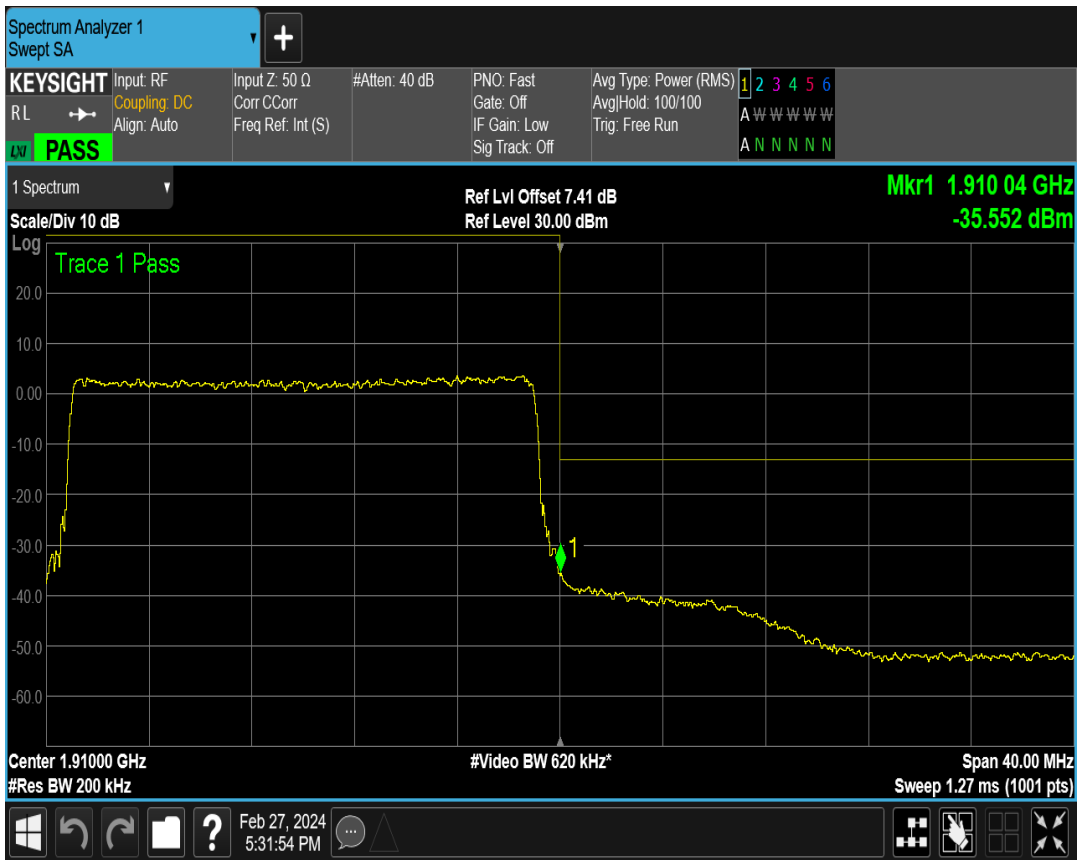 Spectrum Analyzer 1
Swept SA
+
KEYSIGHT
RL
LXI PASS
Input: RF
Coupling: DC
Align: Auto
Input Z: 50 Ω
Corr CCorr
Freq Ref: Int (S)
#Atten: 40 dB
PNO: Fast
Gate: Off
IF Gain: Low
Sig Track: Off
Avg Type: Power (RMS)
Avg|Hold: 100/100
Trig: Free Run
1 2 3 4 5 6
A W W W W W
A N N N N N
1 Spectrum
Scale/Div 10 dB
Ref Lvl Offset 7.41 dB
Ref Level 30.00 dBm
Mkr1 1.910 04 GHz
-35.552 dBm
Log
Trace 1 Pass
20.0
10.0
0.00
-10.0
-20.0
-30.0
1
-40.0
-50.0
-60.0
Center 1.91000 GHz
#Video BW 620 kHz*
Span 40.00 MHz
#Res BW 200 kHz
Sweep 1.27 ms (1001 pts)
?
Feb 27, 2024
5:31:54 PM